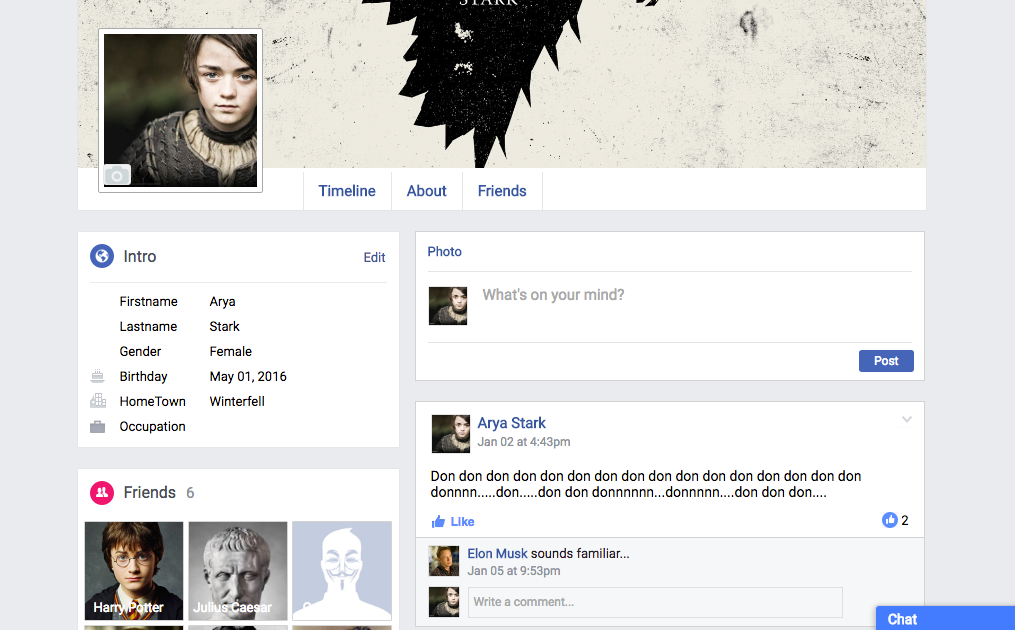 STARK
Timeline About Friends
Intro Edit
Firstname Arya
Lastname Stark
Gender Female
Birthday May 01, 2016
HomeTown Winterfell
Occupation
Friends 6
Harry Potter Julius Caesar
Photo
What's on your mind?
Post
Arya Stark
Jan 02 at 4:43pm
Don don don don don don don don don don don don don don don don
donnnn.....don.....don don donnnnnn...donnnnn....don don don....
Like 2
Elon Musk sounds familiar...
Jan 05 at 9:53pm
Write a comment...
Chat